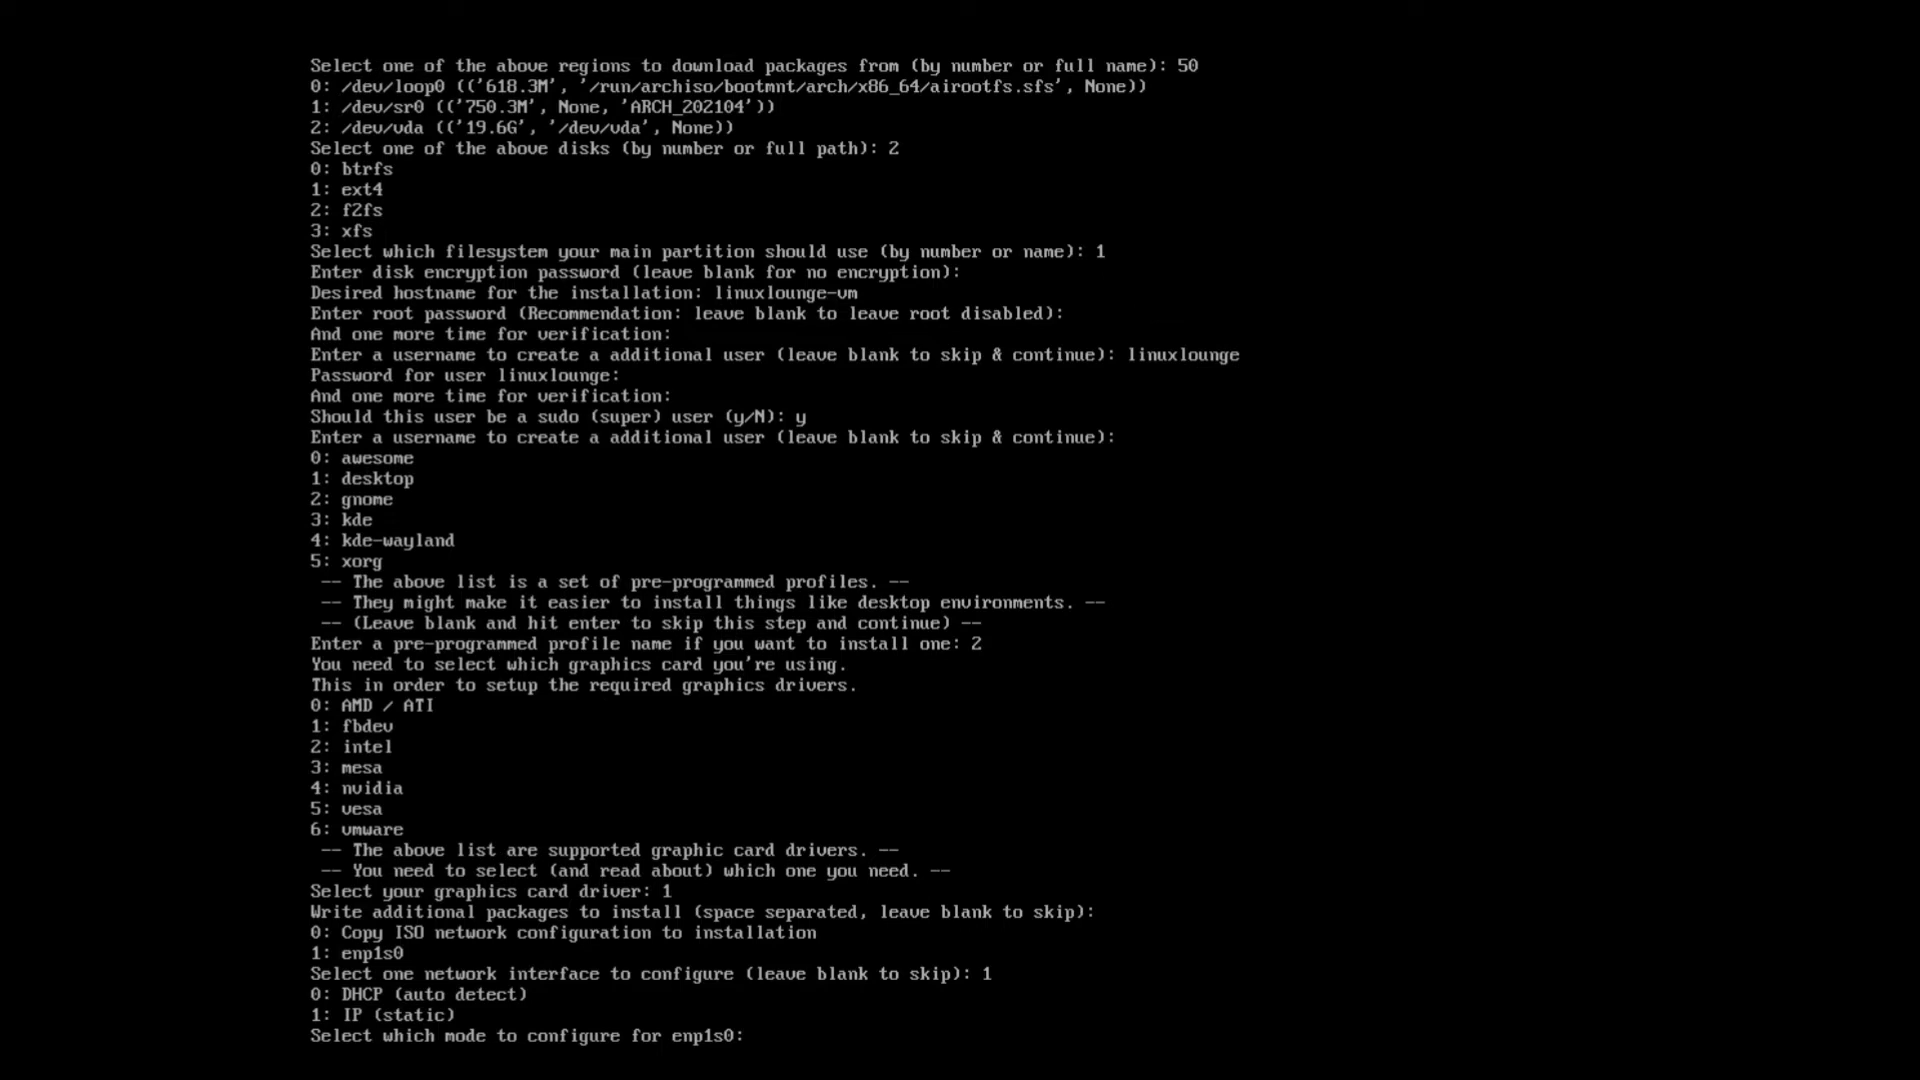 Select one of the above regions to download packages from (by number or full name): 50
0: /dev/loop0 (('618.3M', '/run/archiso/bootmnt/arch/x86_64/airootfs.sfs', None))
1: /dev/sr0 (('750.3M', None, 'ARCH_202104'))
2: /dev/vda (('19.6G', '/dev/vda', None))
Select one of the above disks (by number or full path): 2
0: btrfs
1: ext4
2: f2fs
3: xfs
Select which filesystem your main partition should use (by number or name): 1
Enter disk encryption password (leave blank for no encryption):
Desired hostname for the installation: linuxlounge-vm
Enter root password (Recommendation: leave blank to leave root disabled):
And one more time for verification:
Enter a username to create a additional user (leave blank to skip & continue): linuxlounge
Password for user linuxlounge:
And one more time for verification:
Should this user be a sudo (super) user (y/N): y
Enter a username to create a additional user (leave blank to skip & continue):
0: awesome
1: desktop
2: gnome
3: kde
4: kde-wayland
5: xorg
 -- The above list is a set of pre-programmed profiles. --
 -- They might make it easier to install things like desktop environments. --
 -- (Leave blank and hit enter to skip this step and continue) --
Enter a pre-programmed profile name if you want to install one: 2
You need to select which graphics card you're using.
This in order to setup the required graphics drivers.
0: AMD / ATI
1: fbdev
2: intel
3: mesa
4: nvidia
5: vesa
6: vmware
 -- The above list are supported graphic card drivers. --
 -- You need to select (and read about) which one you need. --
Select your graphics card driver: 1
Write additional packages to install (space separated, leave blank to skip):
0: Copy ISO network configuration to installation
1: enp1s0
Select one network interface to configure (leave blank to skip): 1
0: DHCP (auto detect)
1: IP (static)
Select which mode to configure for enp1s0: